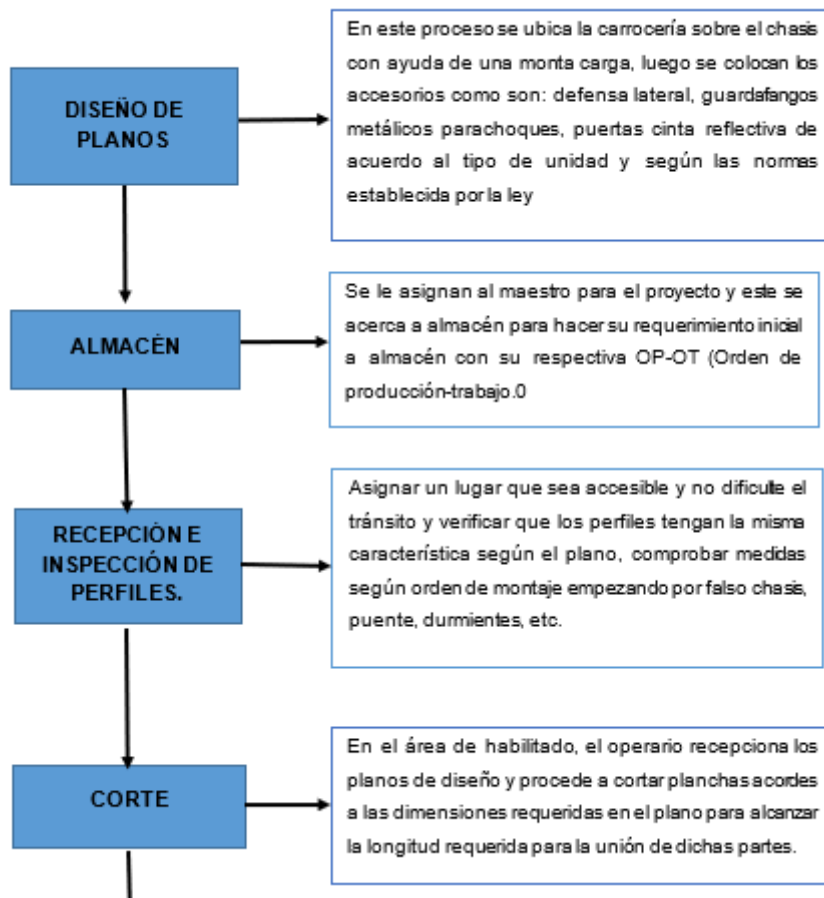 DISEÑO DE
PLANOS
En este proceso se ubica la carrocería sobre el chasis
con ayuda de una monta carga, luego se colocan los
accesorios como son: defensa lateral, guardafangos
metálicos parachoques, puertas cinta reflectiva de
acuerdo al tipo de unidad y según las normas
establecida por la ley
ALMACÉN
Se le asignan al maestro para el proyecto y este se
acerca a almacén para hacer su requerimiento inicial
a almacén con su respectiva OP-OT (Orden de
producción-trabajo.0
RECEPCIÓN E
INSPECCIÓN DE
PERFILES.
Asignar un lugar que sea accesible y no dificulte el
tránsito y verificar que los perfiles tengan la misma
característica según el plano, comprobar medidas
según orden de montaje empezando por falso chasis,
puente, durmientes, etc.
CORTE
En el área de habilitado, el operario recepciona los
planos de diseño y procede a cortar planchas acordes
a las dimensiones requeridas en el plano para alcanzar
la longitud requerida para la unión de dichas partes.